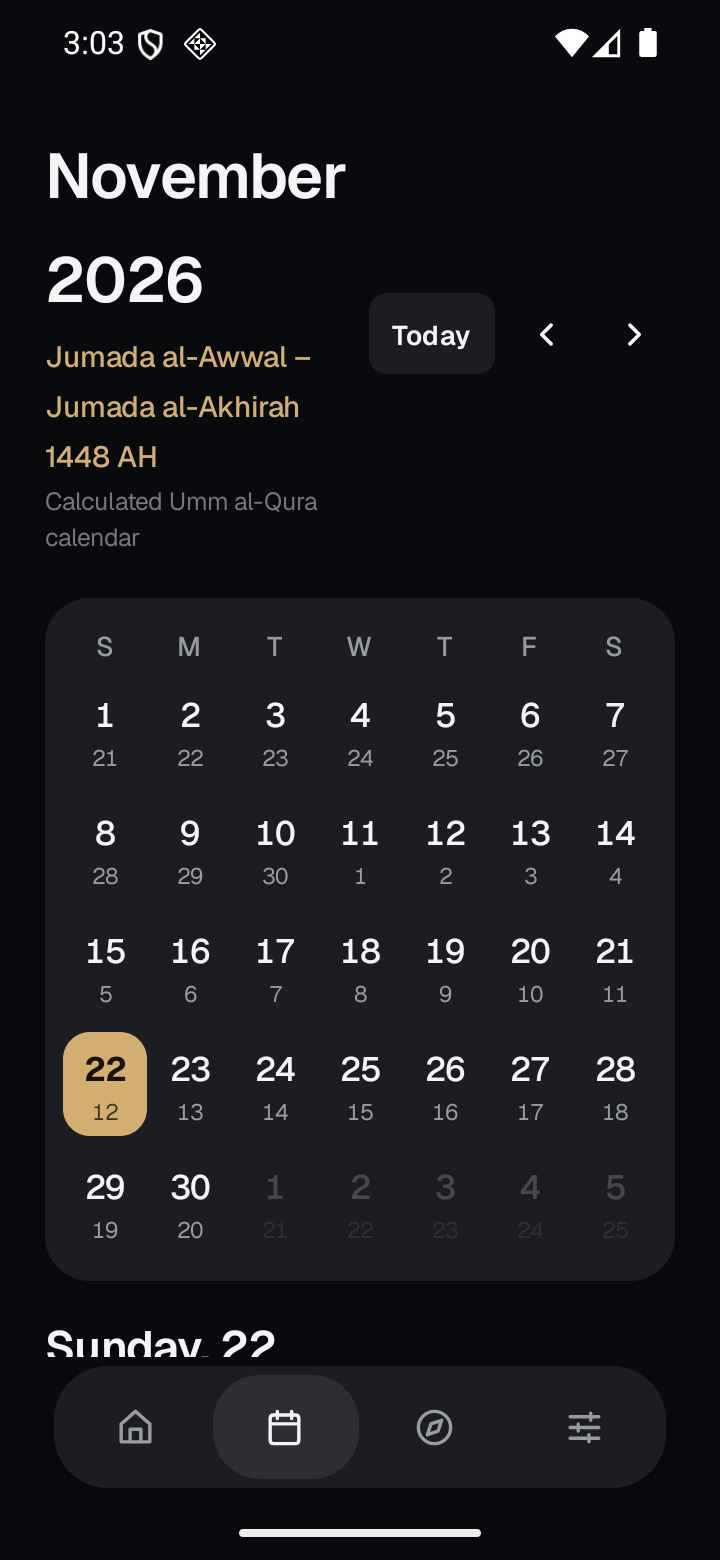 3:03
November
2026
Today
Jumada al-Awwal –
Jumada al-Akhirah
1448 AH
Calculated Umm al-Qura
calendar
S M T W T F S
1 2 3 4 5 6 7
21 22 23 24 25 26 27
8 9 10 11 12 13 14
28 29 30 1 2 3 4
15 16 17 18 19 20 21
5 6 7 8 9 10 11
22 23 24 25 26 27 28
12 13 14 15 16 17 18
29 30 1 2 3 4 5
19 20 21 22 23 24 25
Sunday, 22